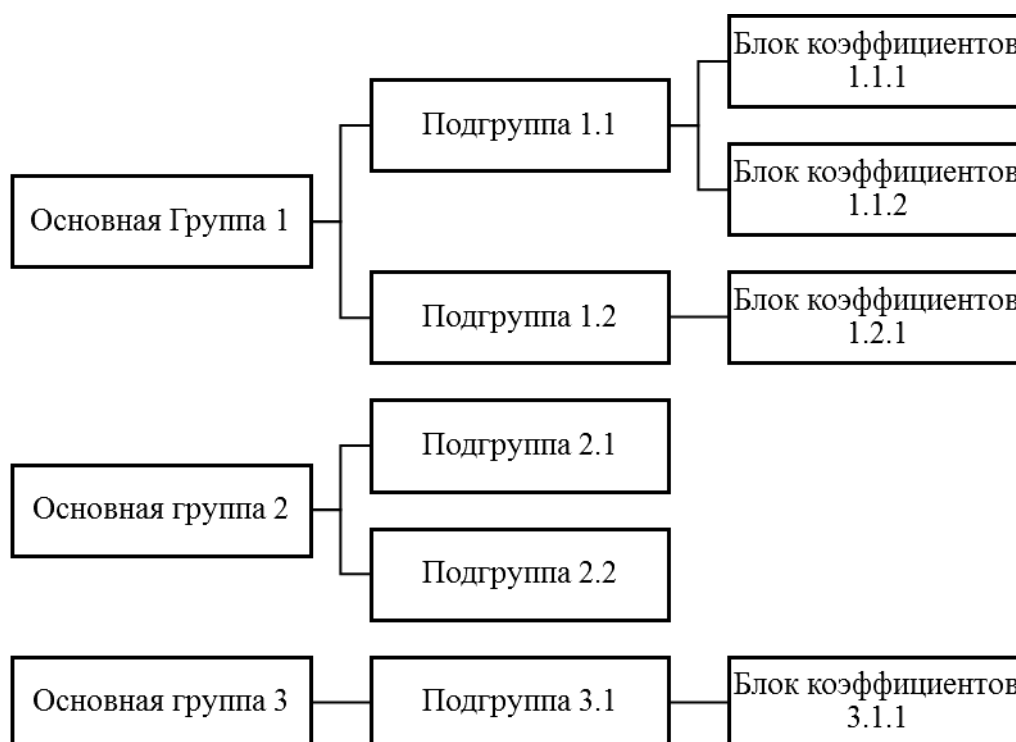 Блок коэффициентов
1.1.1
Подгруппа 1.1
Блок коэффициентов
1.1.2
Основная Группа 1
Подгруппа 1.2
Блок коэффициентов
1.2.1
Подгруппа 2.1
Основная группа 2
Подгруппа 2.2
Основная группа 3
Подгруппа 3.1
Блок коэффициентов
3.1.1